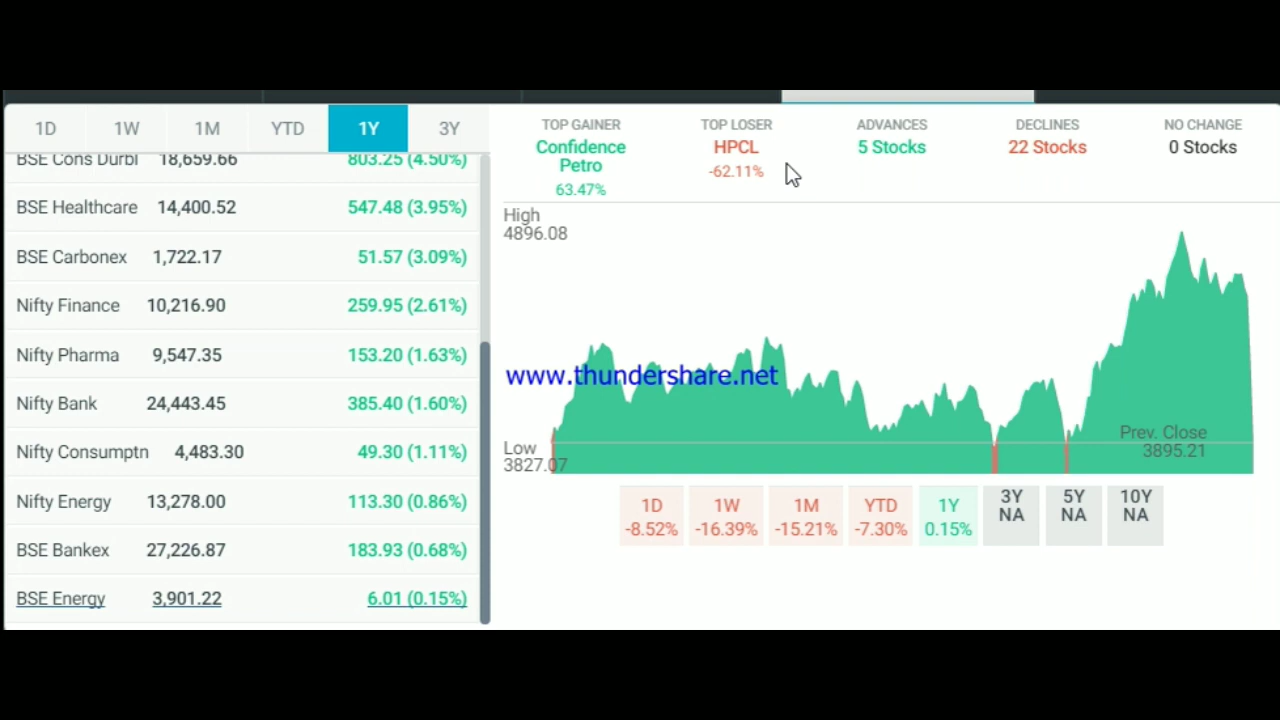 1D 1W 1M YTD 1Y 3Y
BSE Cons Durbl 18,659.66 803.25 (4.50%)
BSE Healthcare 14,400.52 547.48 (3.95%)
BSE Carbonex 1,722.17 51.57 (3.09%)
Nifty Finance 10,216.90 259.95 (2.61%)
Nifty Pharma 9,547.35 153.20 (1.63%)
Nifty Bank 24,443.45 385.40 (1.60%)
Nifty Consumptn 4,483.30 49.30 (1.11%)
Nifty Energy 13,278.00 113.30 (0.86%)
BSE Bankex 27,226.87 183.93 (0.68%)
BSE Energy 3,901.22 6.01 (0.15%)
TOP GAINER
Confidence
Petro
63.47%
TOP LOSER
HPCL
-62.11%
ADVANCES
5 Stocks
DECLINES
22 Stocks
NO CHANGE
0 Stocks
High
4896.08
www.thundershare.net
Low
3827.07
Prev. Close
3895.21
1D
-8.52%
1W
-16.39%
1M
-15.21%
YTD
-7.30%
1Y
0.15%
3Y
NA
5Y
NA
10Y
NA